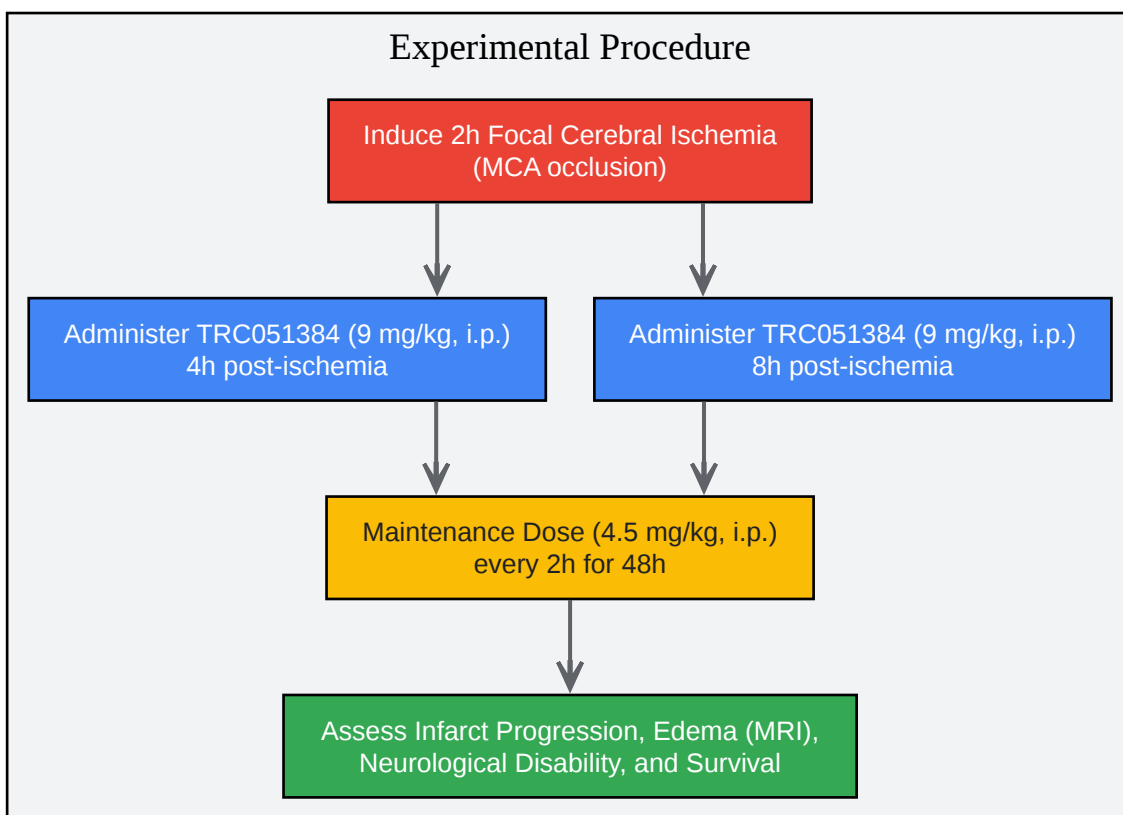 Experimental Procedure
Induce 2h Focal Cerebral Ischemia
(MCA occlusion)
Administer TRC051384 (9 mg/kg, i.p.)
4h post-ischemia
Administer TRC051384 (9 mg/kg, i.p.)
8h post-ischemia
Maintenance Dose (4.5 mg/kg, i.p.)
every 2h for 48h
Assess Infarct Progression, Edema (MRI),
Neurological Disability, and Survival